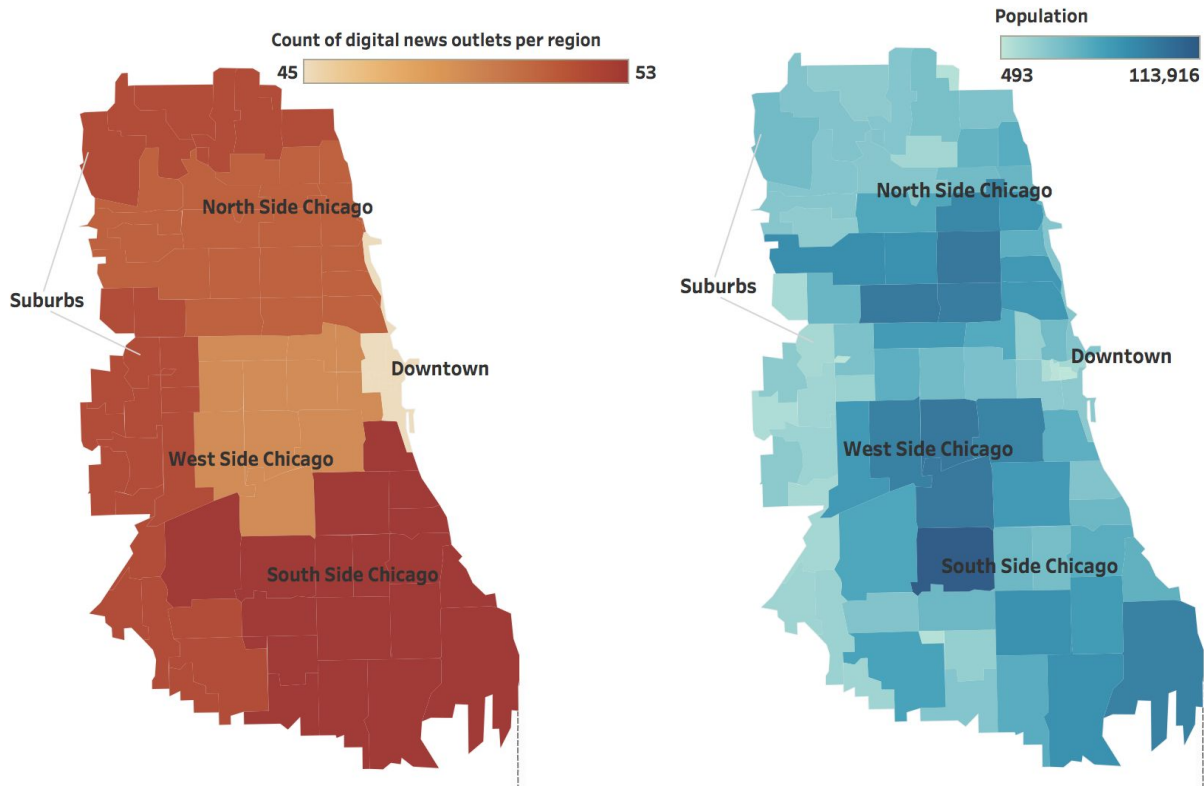 Count of digital news outlets per region
45
53
North Side Chicago
Suburbs
Downtown
West Side Chicago
South Side Chicago
Population
493
113,916
North Side Chicago
Suburbs
Downtown
West Side Chicago
South Side Chicago